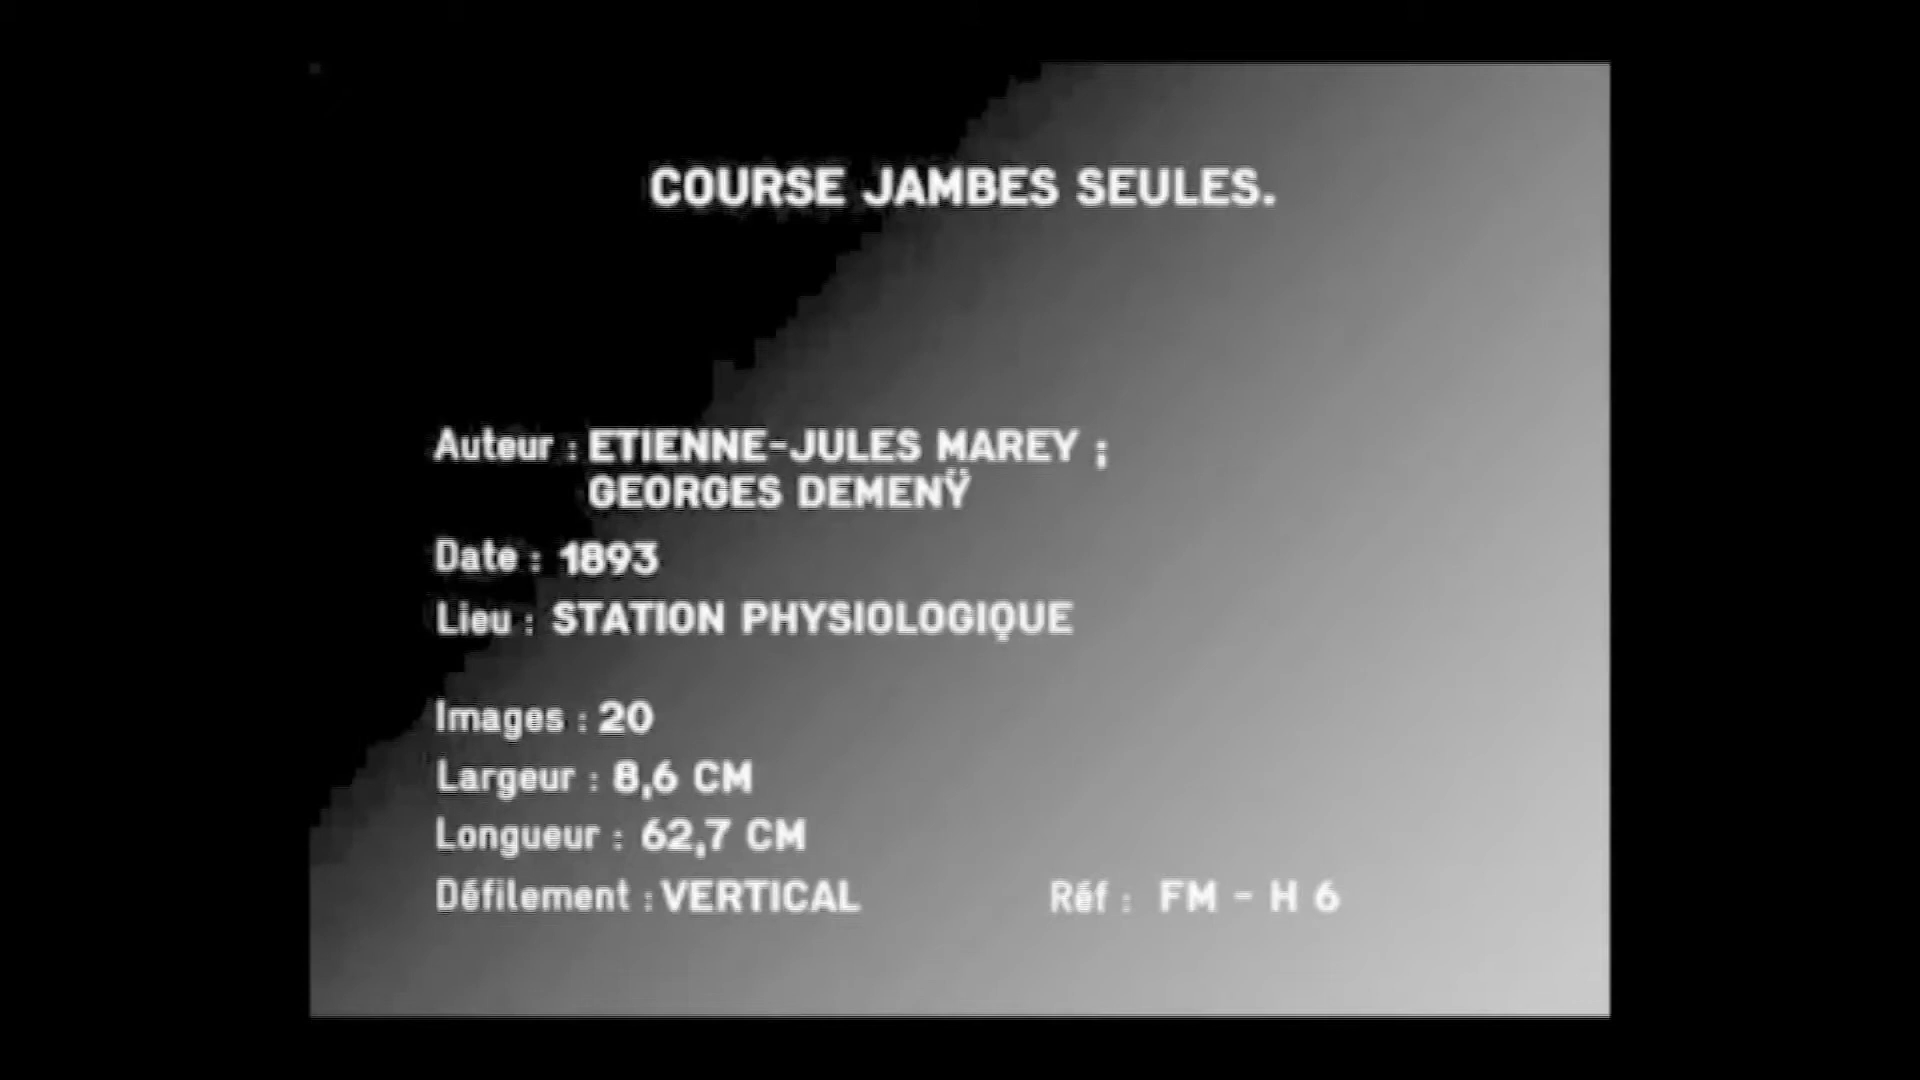 COURSE JAMBES SEULES.
Auteur : ETIENNE-JULES MAREY ;
GEORGES DEMENŸ
Date : 1893
Lieu : STATION PHYSIOLOGIQUE
Images : 20
Largeur : 8,6 CM
Longueur : 62,7 CM
Défilement : VERTICAL Réf : FM - H 6